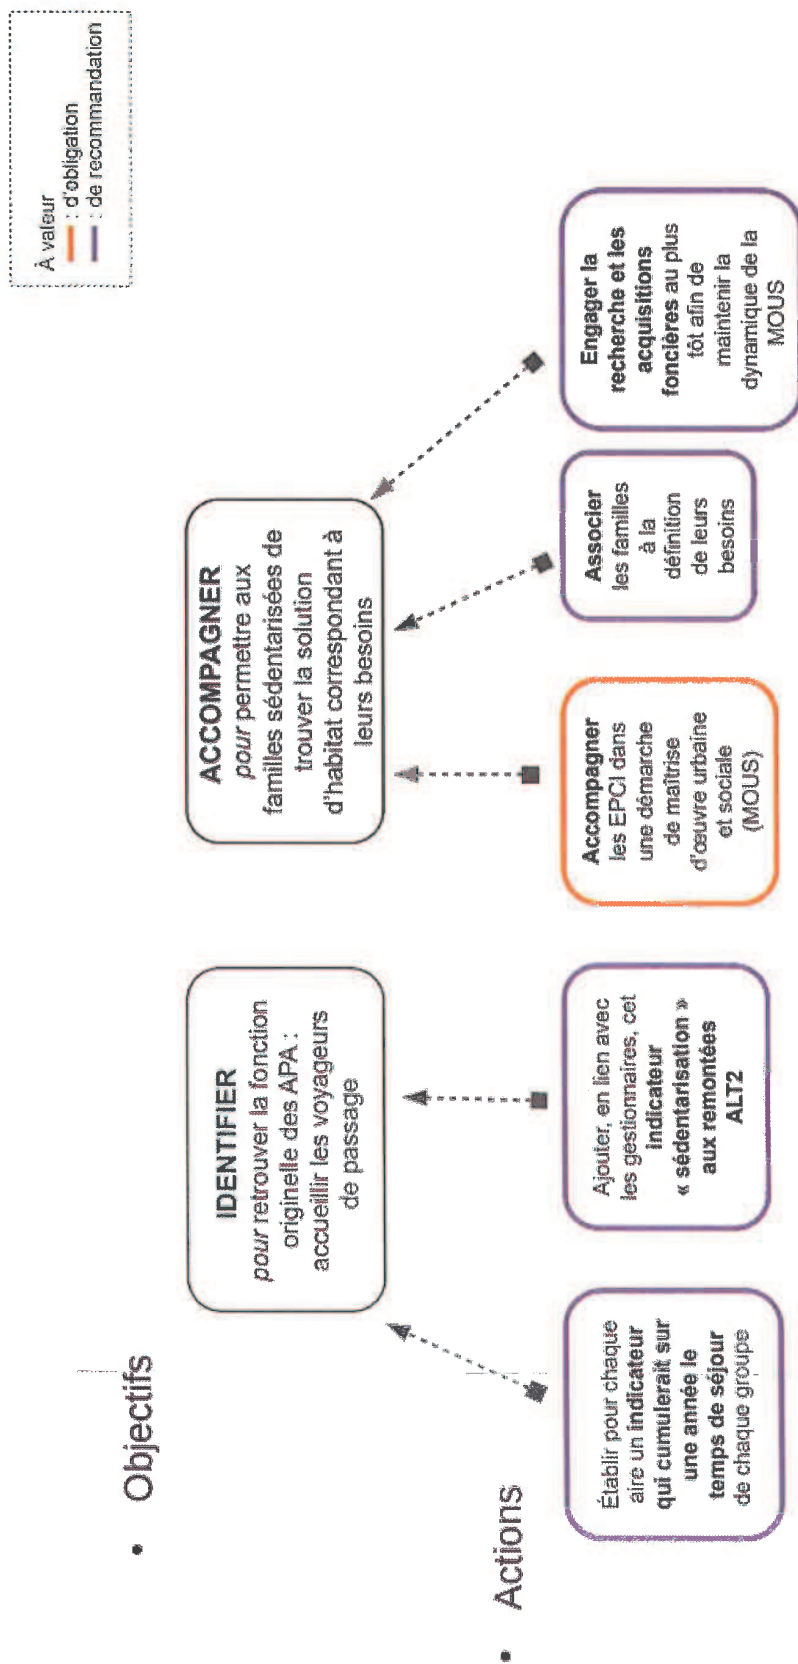 À valeur
: d'obligation
: de recommandation
• Objectifs
IDENTIFIER
pour retrouver la fonction
originelle des APA :
accueillir les voyageurs
de passage
ACCOMPAGNER
pour permettre aux
familles sédentarisées de
trouver la solution
d'habitat correspondant à
leurs besoins
• Actions
Établir pour chaque
aire un indicateur
qui cumulerait sur
une année le
temps de séjour
de chaque groupe
Ajouter, en lien avec
les gestionnaires, cet
indicateur
« sédentarisation »
aux remontées
ALT2
Accompagner
les EPCI dans
une démarche
de maîtrise
d'œuvre urbaine
et sociale
(MOUS)
Associer
les familles
à la
définition
de leurs
besoins
Engager la
recherche et les
acquisitions
foncières au plus
tôt afin de
maintenir la
dynamique de la
MOUS